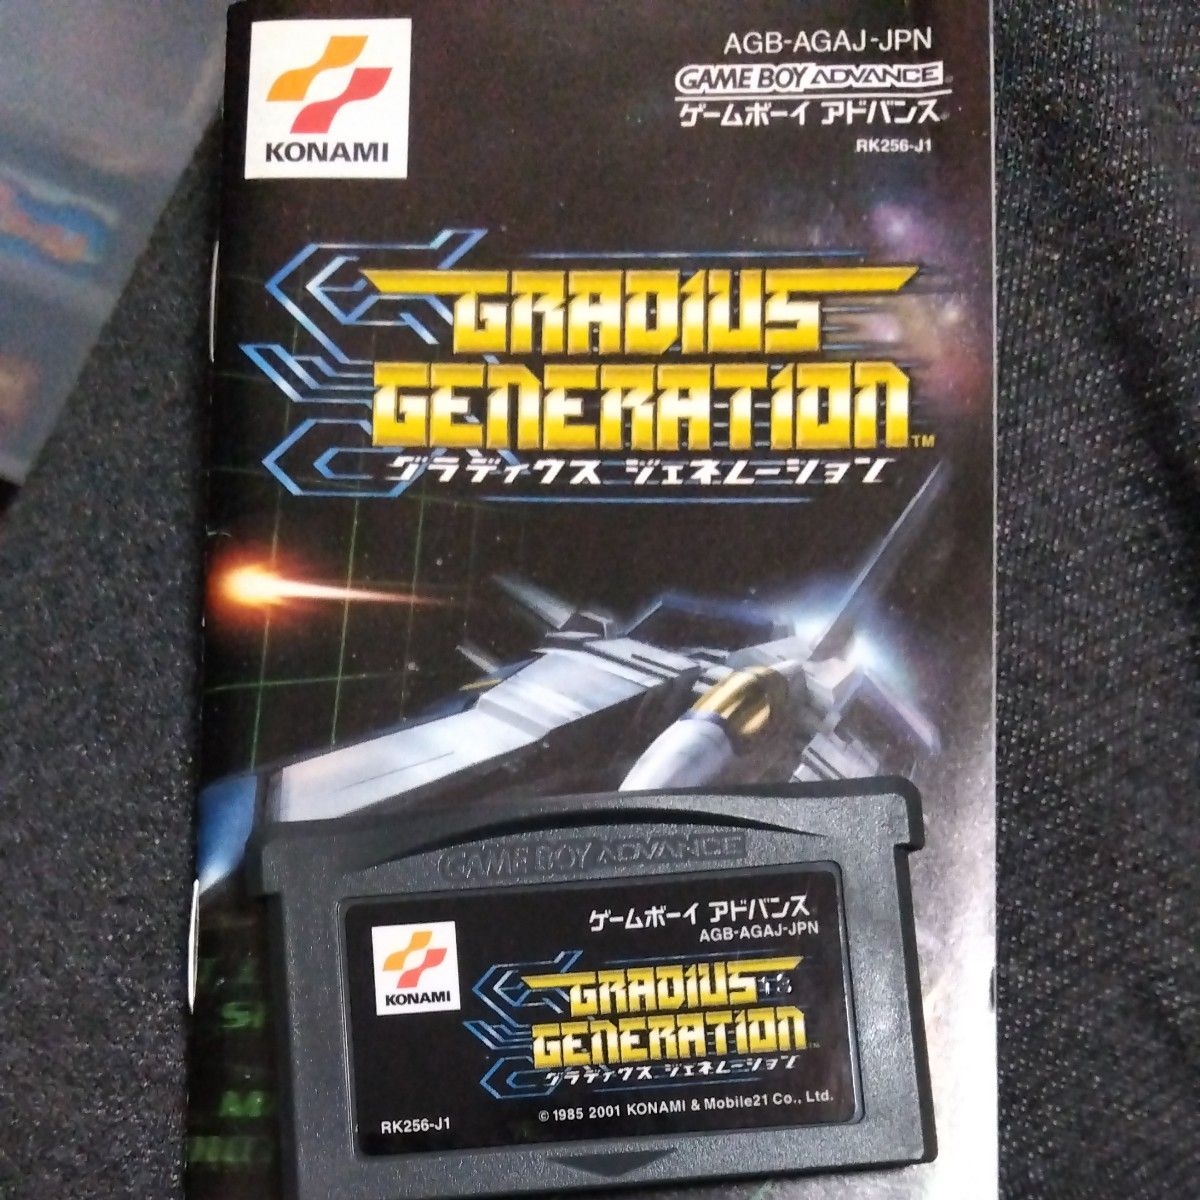 KONAMI
AGB-AGAJ-JPN
GAME BOY ADVANCE
ゲームボーイ アドバンス
RK256-J1
GRADIUS
GENERATION™
グラディウス ジェネレーション
GAME BOY ADVANCE
ゲームボーイ アドバンス
AGB-AGAJ-JPN
KONAMI
GRADIUS
GENERATION™
グラディウス ジェネレーション
© 1985 2001 KONAMI & Mobile21 Co., Ltd.
RK256-J1